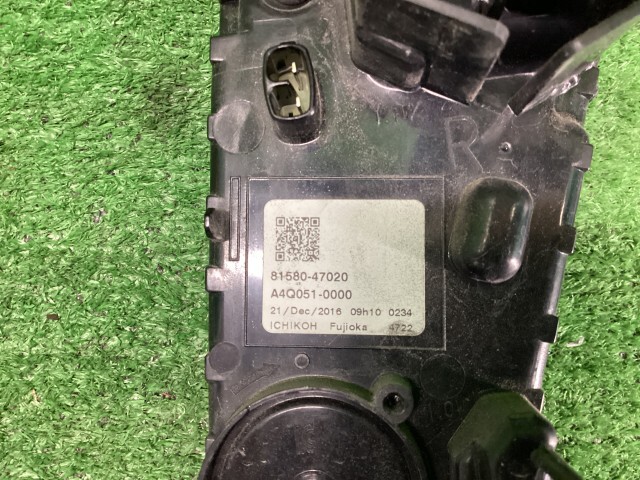 R
81580-47020
A4Q051-0000
21/Dec/2016 09h10 0234
ICHIKOH Fujioka 4722